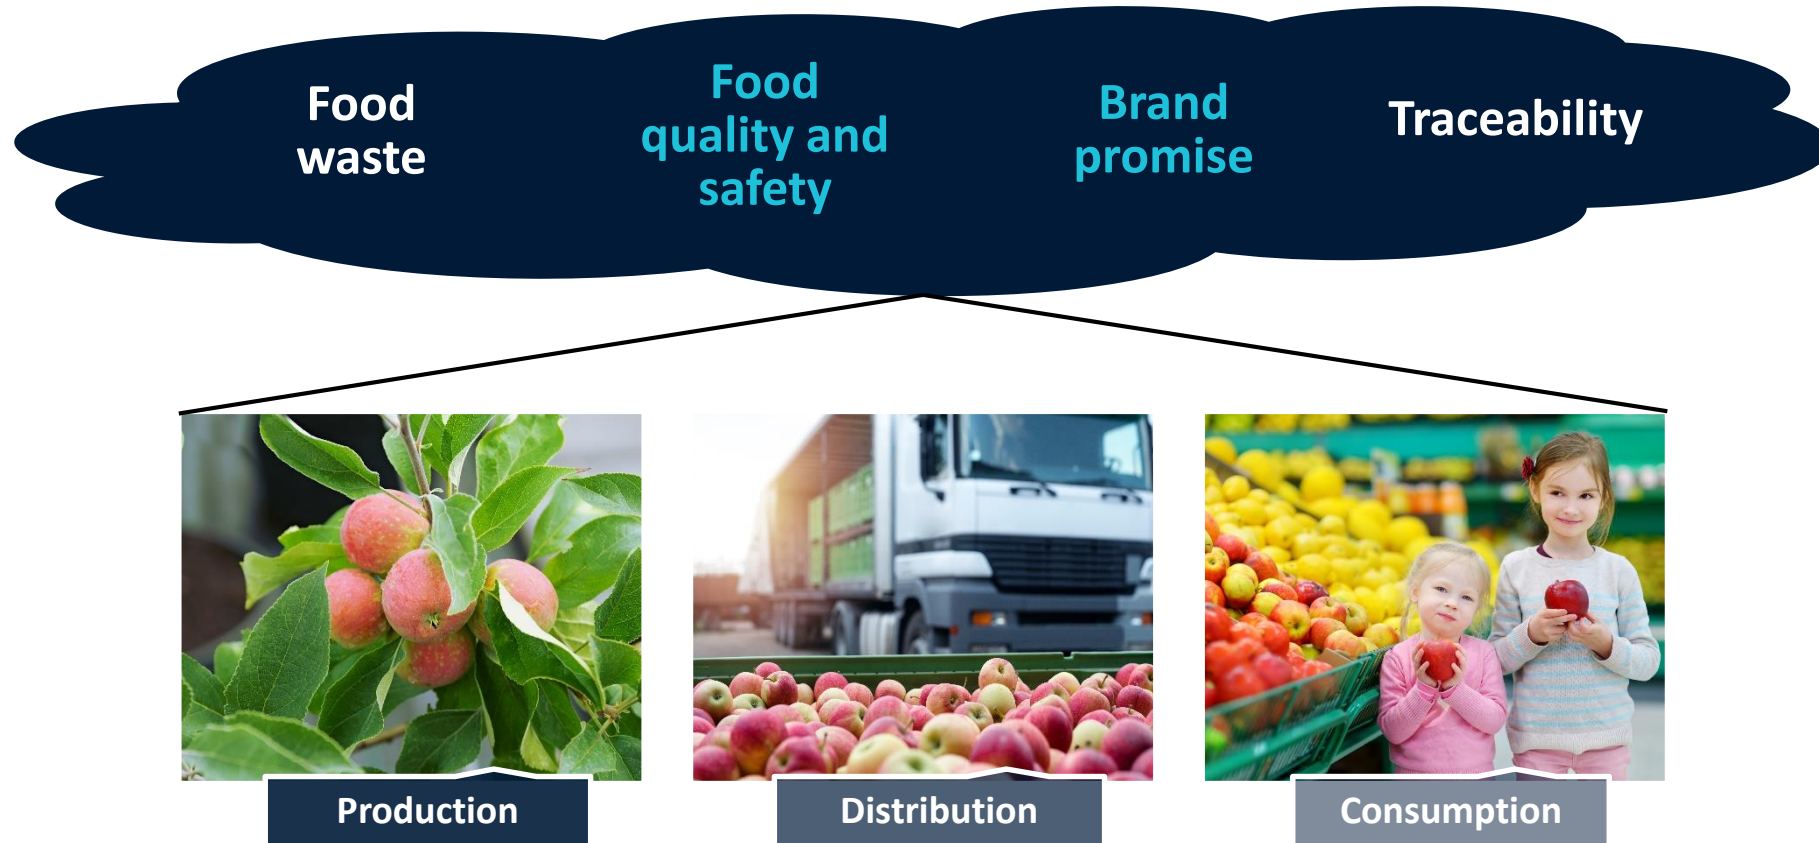 Food
waste
Food
quality and
safety
Brand
promise
Traceability
Production
Distribution
Consumption